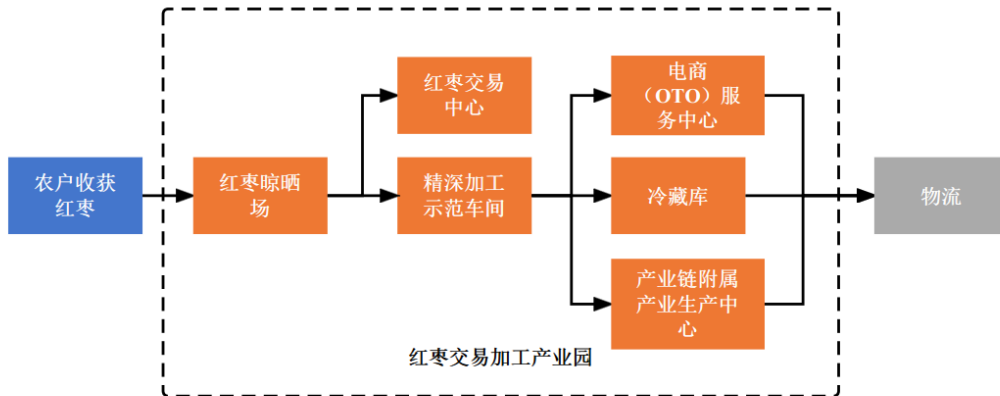 农户收获
红枣
红枣晾晒
场
红枣交易
中心
精深加工
示范车间
电商
（OTO）服
务中心
冷藏库
产业链附属
产业生产中
心
物流
红枣交易加工产业园